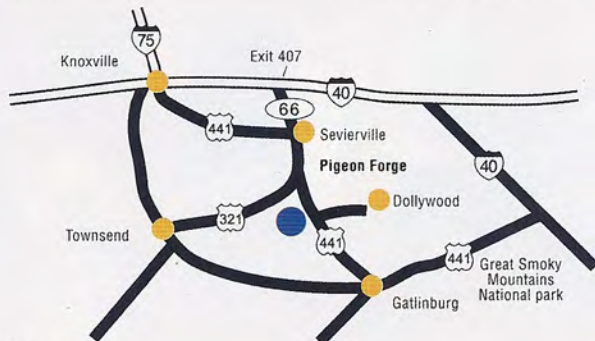 75
Knoxville
Exit 407
40
66
441
Sevierville
Pigeon Forge
40
Dollywood
321
Townsend
441
441
Great Smoky
Mountains
National park
Gatlinburg